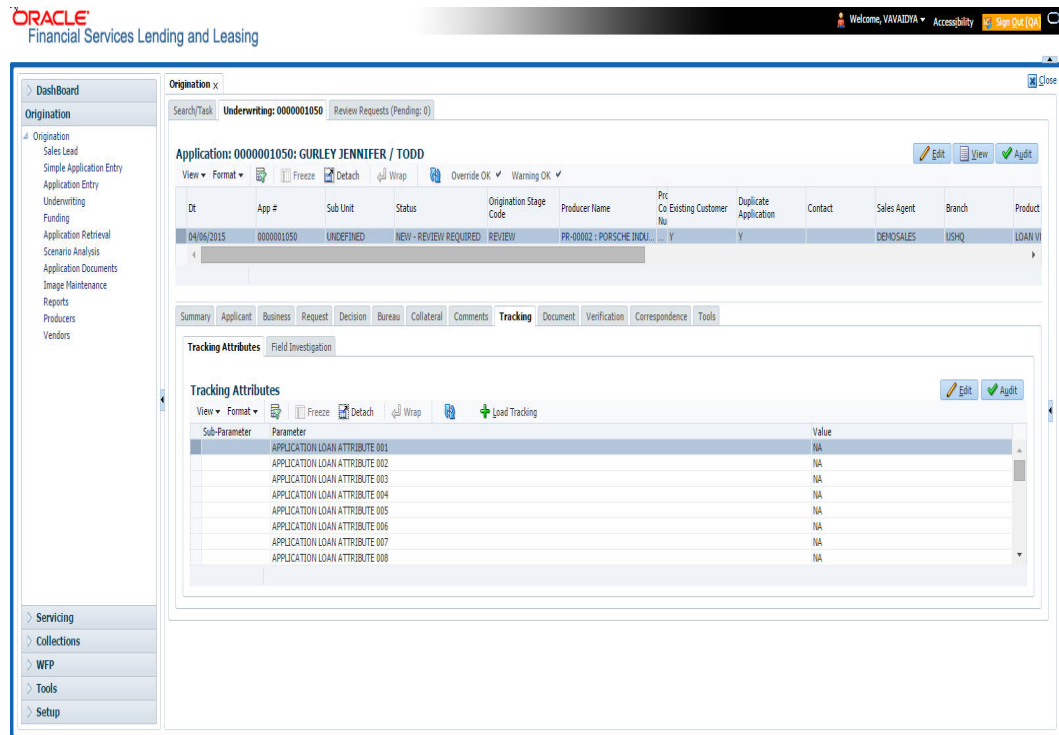 ORACLE'
Financial Services Lending and Leasing
Welcome, VAVAIDYA Accessibility Sign Out [QA
DashBoard
Origination
Origination
Sales Lead
Simple Application Entry
Application Entry
Underwriting
Funding
Application Retrieval
Scenario Analysis
Application Documents
Image Maintenance
Reports
Producers
Vendors
Servicing
Collections
WFP
Tools
Setup
Origination x
Close
Search/Task Underwriting: 0000001050 Review Requests (Pending: 0)
Application: 0000001050: GURLEY JENNIFER / TODD
Edit View Audit
View Format Freeze Detach Wrap Override OK Warning OK
Dt App # Sub Unit Status Origination Stage Code Producer Name Prc Co Nu Existing Customer Duplicate Application Contact Sales Agent Branch Product
04/06/2015 0000001050 UNDEFINED NEW - REVIEW REQUIRED REVIEW PR-00002 : PORSCHE INDU... ... Y Y DEMOSALES USHQ LOAN VE
Summary Applicant Business Request Decision Bureau Collateral Comments Tracking Document Verification Correspondence Tools
Tracking Attributes Field Investigation
Tracking Attributes
Edit Audit
View Format Freeze Detach Wrap Load Tracking
Sub-Parameter Parameter Value
APPLICATION LOAN ATTRIBUTE 001 NA
APPLICATION LOAN ATTRIBUTE 002 NA
APPLICATION LOAN ATTRIBUTE 003 NA
APPLICATION LOAN ATTRIBUTE 004 NA
APPLICATION LOAN ATTRIBUTE 005 NA
APPLICATION LOAN ATTRIBUTE 006 NA
APPLICATION LOAN ATTRIBUTE 007 NA
APPLICATION LOAN ATTRIBUTE 008 NA